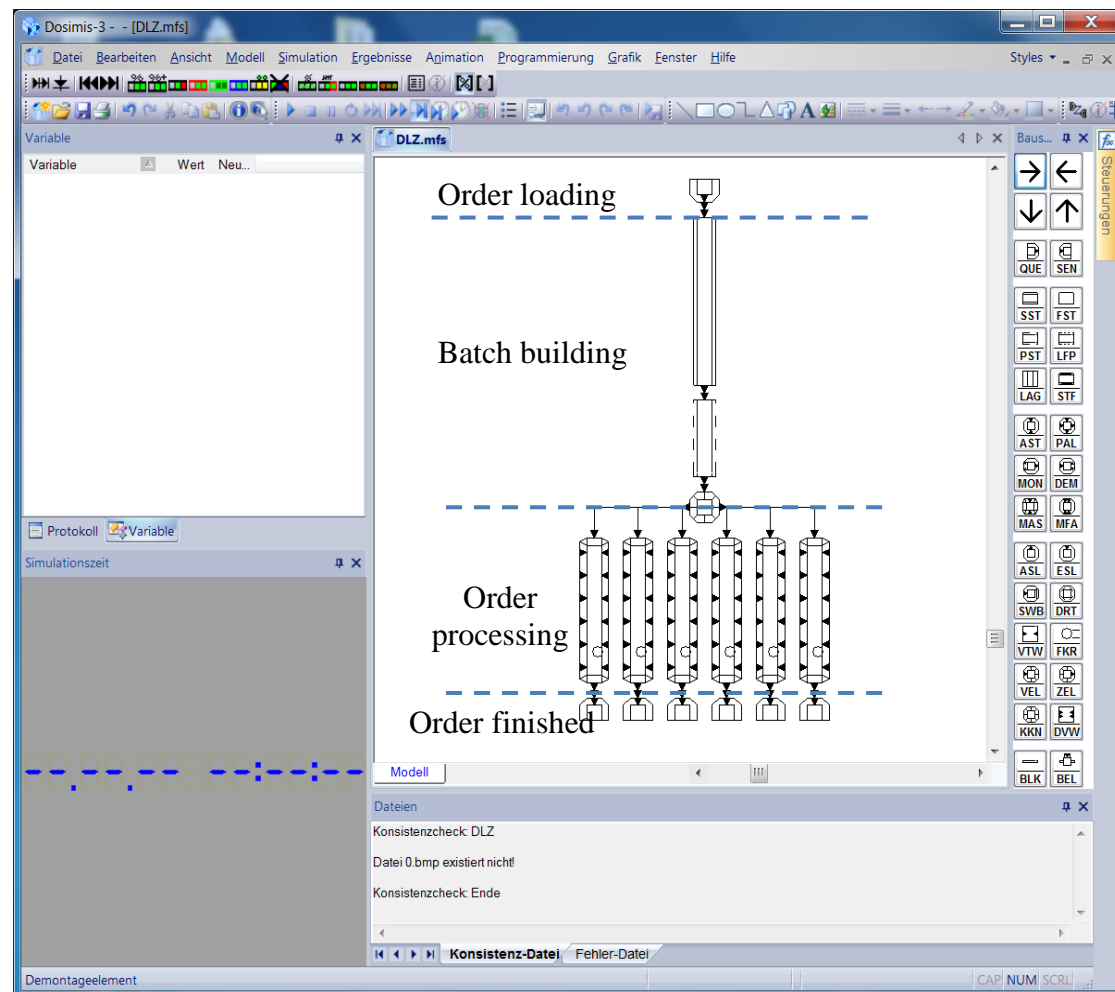 Dosimis-3 - - [DLZ.mfs]
Datei Bearbeiten Ansicht Modell Simulation Ergebnisse Animation Programmierung Grafik Fenster Hilfe Styles
Variable
DLZ.mfs
Baus...
Variable Wert Neu...
Steuerungen
Order loading
QUE SEN
SST FST
Batch building
PST LFP
LAG STF
AST PAL
MON DEM
MAS MFA
Protokoll Variable
Simulationszeit
ASL ESL
Order
processing
SWB DRT
VTW FKR
VEL ZEL
Order finished
KKN DVW
Modell
BLK BEL
Dateien
Konsistenzcheck: DLZ
Datei 0.bmp existiert nicht!
Konsistenzcheck: Ende
Konsistenz-Datei Fehler-Datei
Demontageelement
CAP NUM SCRL